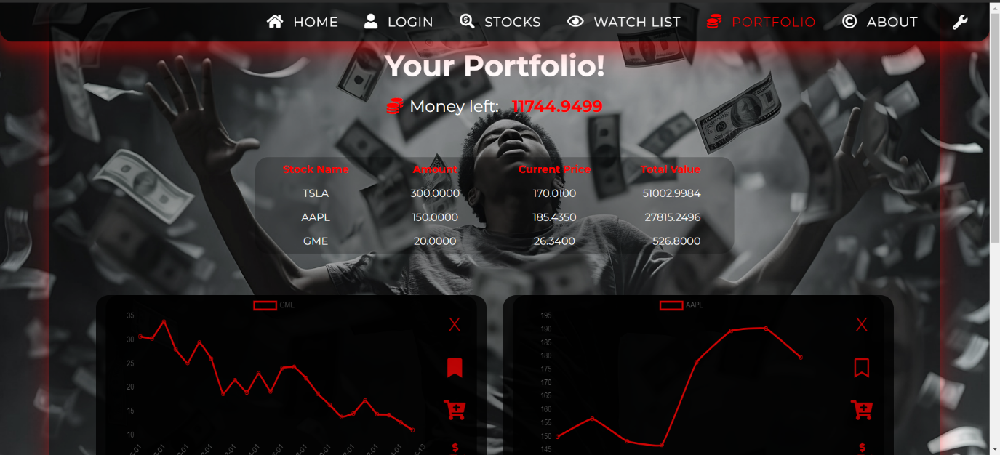 HOME LOGIN STOCKS WATCH LIST PORTFOLIO ABOUT
Your Portfolio!
Money left: 11744.9499
Stock Name Amount Current Price Total Value
TSLA 300.0000 170.0100 51002.9984
AAPL 150.0000 185.4350 27815.2496
GME 20.0000 26.3400 526.8000
GME
35
30
25
20
15
10
AAPL
195
190
185
180
175
170
165
160
155
150
145